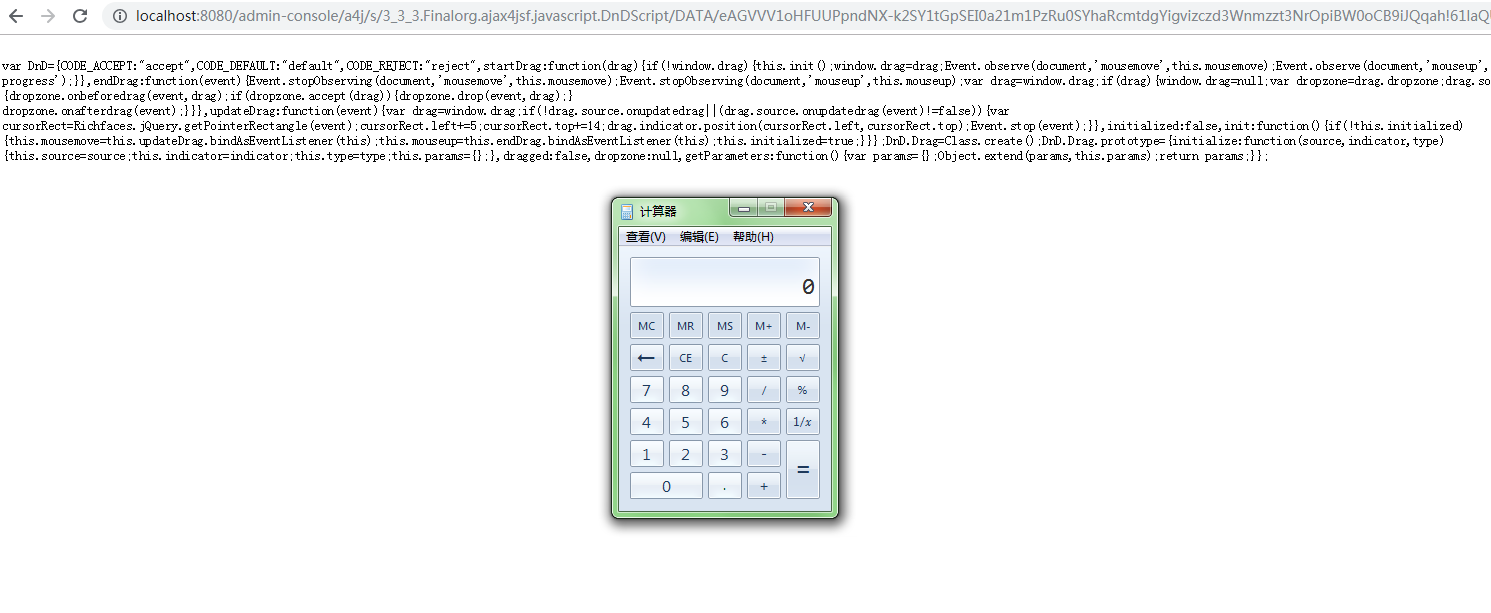 localhost:8080/admin-console/a4j/s/3_3_3.Finalorg.ajax4jsf.javascript.DnDScript/DATA/eAGVVV1oHFUUPpndNX-k2SY1tGpSEI0a21m1PzRu0SYhaRcmtdgYigvizczd3Wnmzzt3NrOpiBW0oCB9iJQqah!61IaQ
var DnD={CODE_ACCEPT:"accept",CODE_DEFAULT:"default",CODE_REJECT:"reject",startDrag:function(drag){if(!window.drag){this.init();window.drag=drag;Event.observe(document,'mousemove',this.mousemove);Event.observe(document,'mouseup',
progress');}},endDrag:function(event){Event.stopObserving(document,'mousemove',this.mousemove);Event.stopObserving(document,'mouseup',this.mouseup);var drag=window.drag;if(drag){window.drag=null;var dropzone=drag.dropzone;drag.so
{dropzone.onbeforedrag(event,drag);if(dropzone.accept(drag)){dropzone.drop(event,drag);}
dropzone.onafterdrag(event);}}},updateDrag:function(event){var drag=window.drag;if(!drag.source.onupdatedrag||(drag.source.onupdatedrag(event)!=false)){var
cursorRect=Richfaces.jQuery.getPointerRectangle(event);cursorRect.left+=5;cursorRect.top+=14;drag.indicator.position(cursorRect.left,cursorRect.top);Event.stop(event);}},initialized:false,init:function(){if(!this.initialized)
{this.mousemove=this.updateDrag.bindAsEventListener(this);this.mouseup=this.endDrag.bindAsEventListener(this);this.initialized=true;}}};DnD.Drag=Class.create();DnD.Drag.prototype={initialize:function(source,indicator,type)
{this.source=source;this.indicator=indicator;this.type=type;this.params={};},dragged:false,dropzone:null,getParameters:function(){var params={};Object.extend(params,this.params);return params;}};
计算器
查看(V) 编辑(E) 帮助(H)
0
MC MR MS M+ M-
← CE C ± √
7 8 9 / %
4 5 6 * 1/x
1 2 3 - =
0 . +